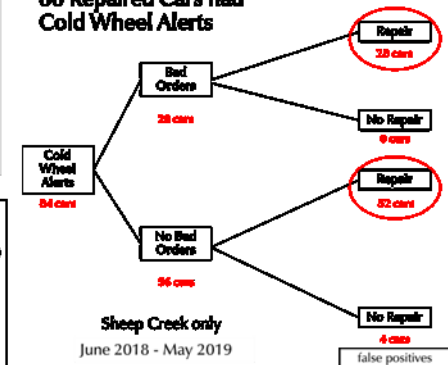 Repaired Cars had
Cold Wheel Alerts
Repair
28 cars
Bad
Orders
28 cars
No Repair
0 cars
Cold
Wheel
Alerts
84 cars
Repair
52 cars
No Bad
Orders
56 cars
No Repair
4 cars
Sheep Creek only
June 2018 - May 2019
false positives